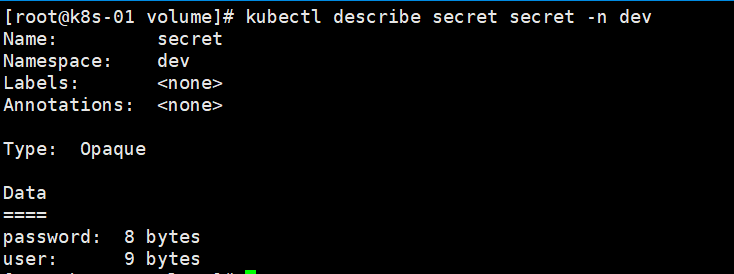 [root@k8s-01 volume]# kubectl describe secret secret -n dev
Name:         secret
Namespace:    dev
Labels:       <none>
Annotations:  <none>
Type:  Opaque
Data
====
password:  8 bytes
user:      9 bytes